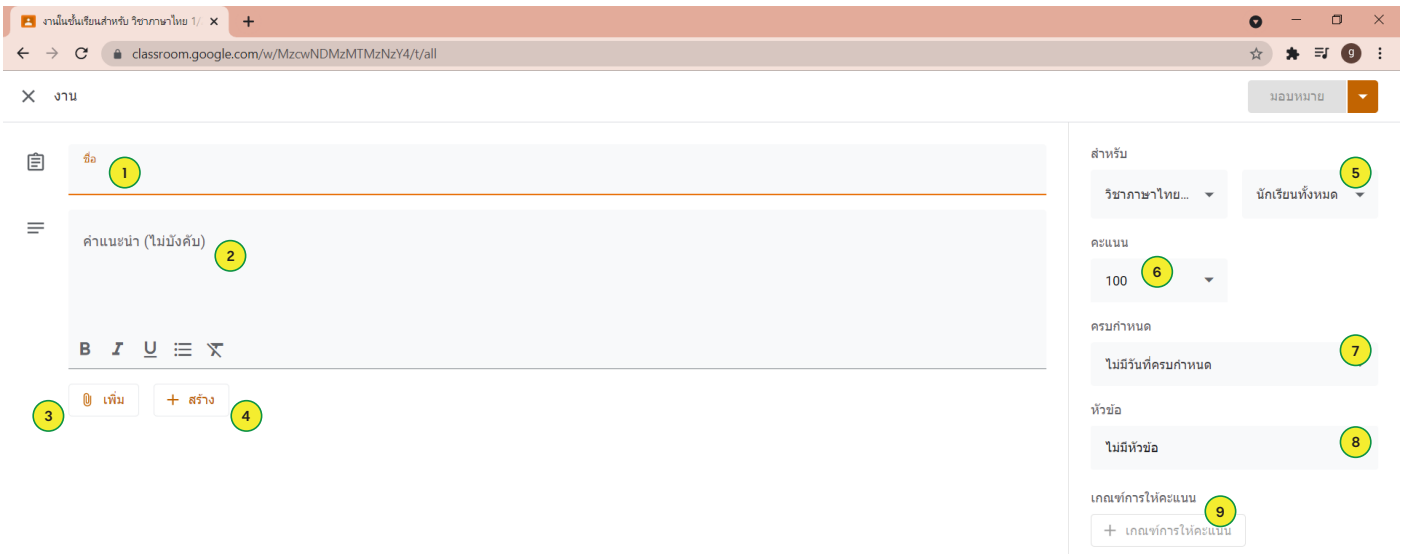 งานในชั้นเรียนสำหรับ วิชาภาษาไทย 1/
classroom.google.com/w/MzcwNDMzMTMzNzY4/t/all
g
งาน
มอบหมาย
ชื่อ
1
คำแนะนำ (ไม่บังคับ)
2
B I U
เพิ่ม
3
สร้าง
4
สำหรับ
5
วิชาภาษาไทย...
นักเรียนทั้งหมด
คะแนน
6
100
ครบกำหนด
7
ไม่มีวันที่ครบกำหนด
หัวข้อ
8
ไม่มีหัวข้อ
เกณฑ์การให้คะแนน
9
เกณฑ์การให้คะแนน